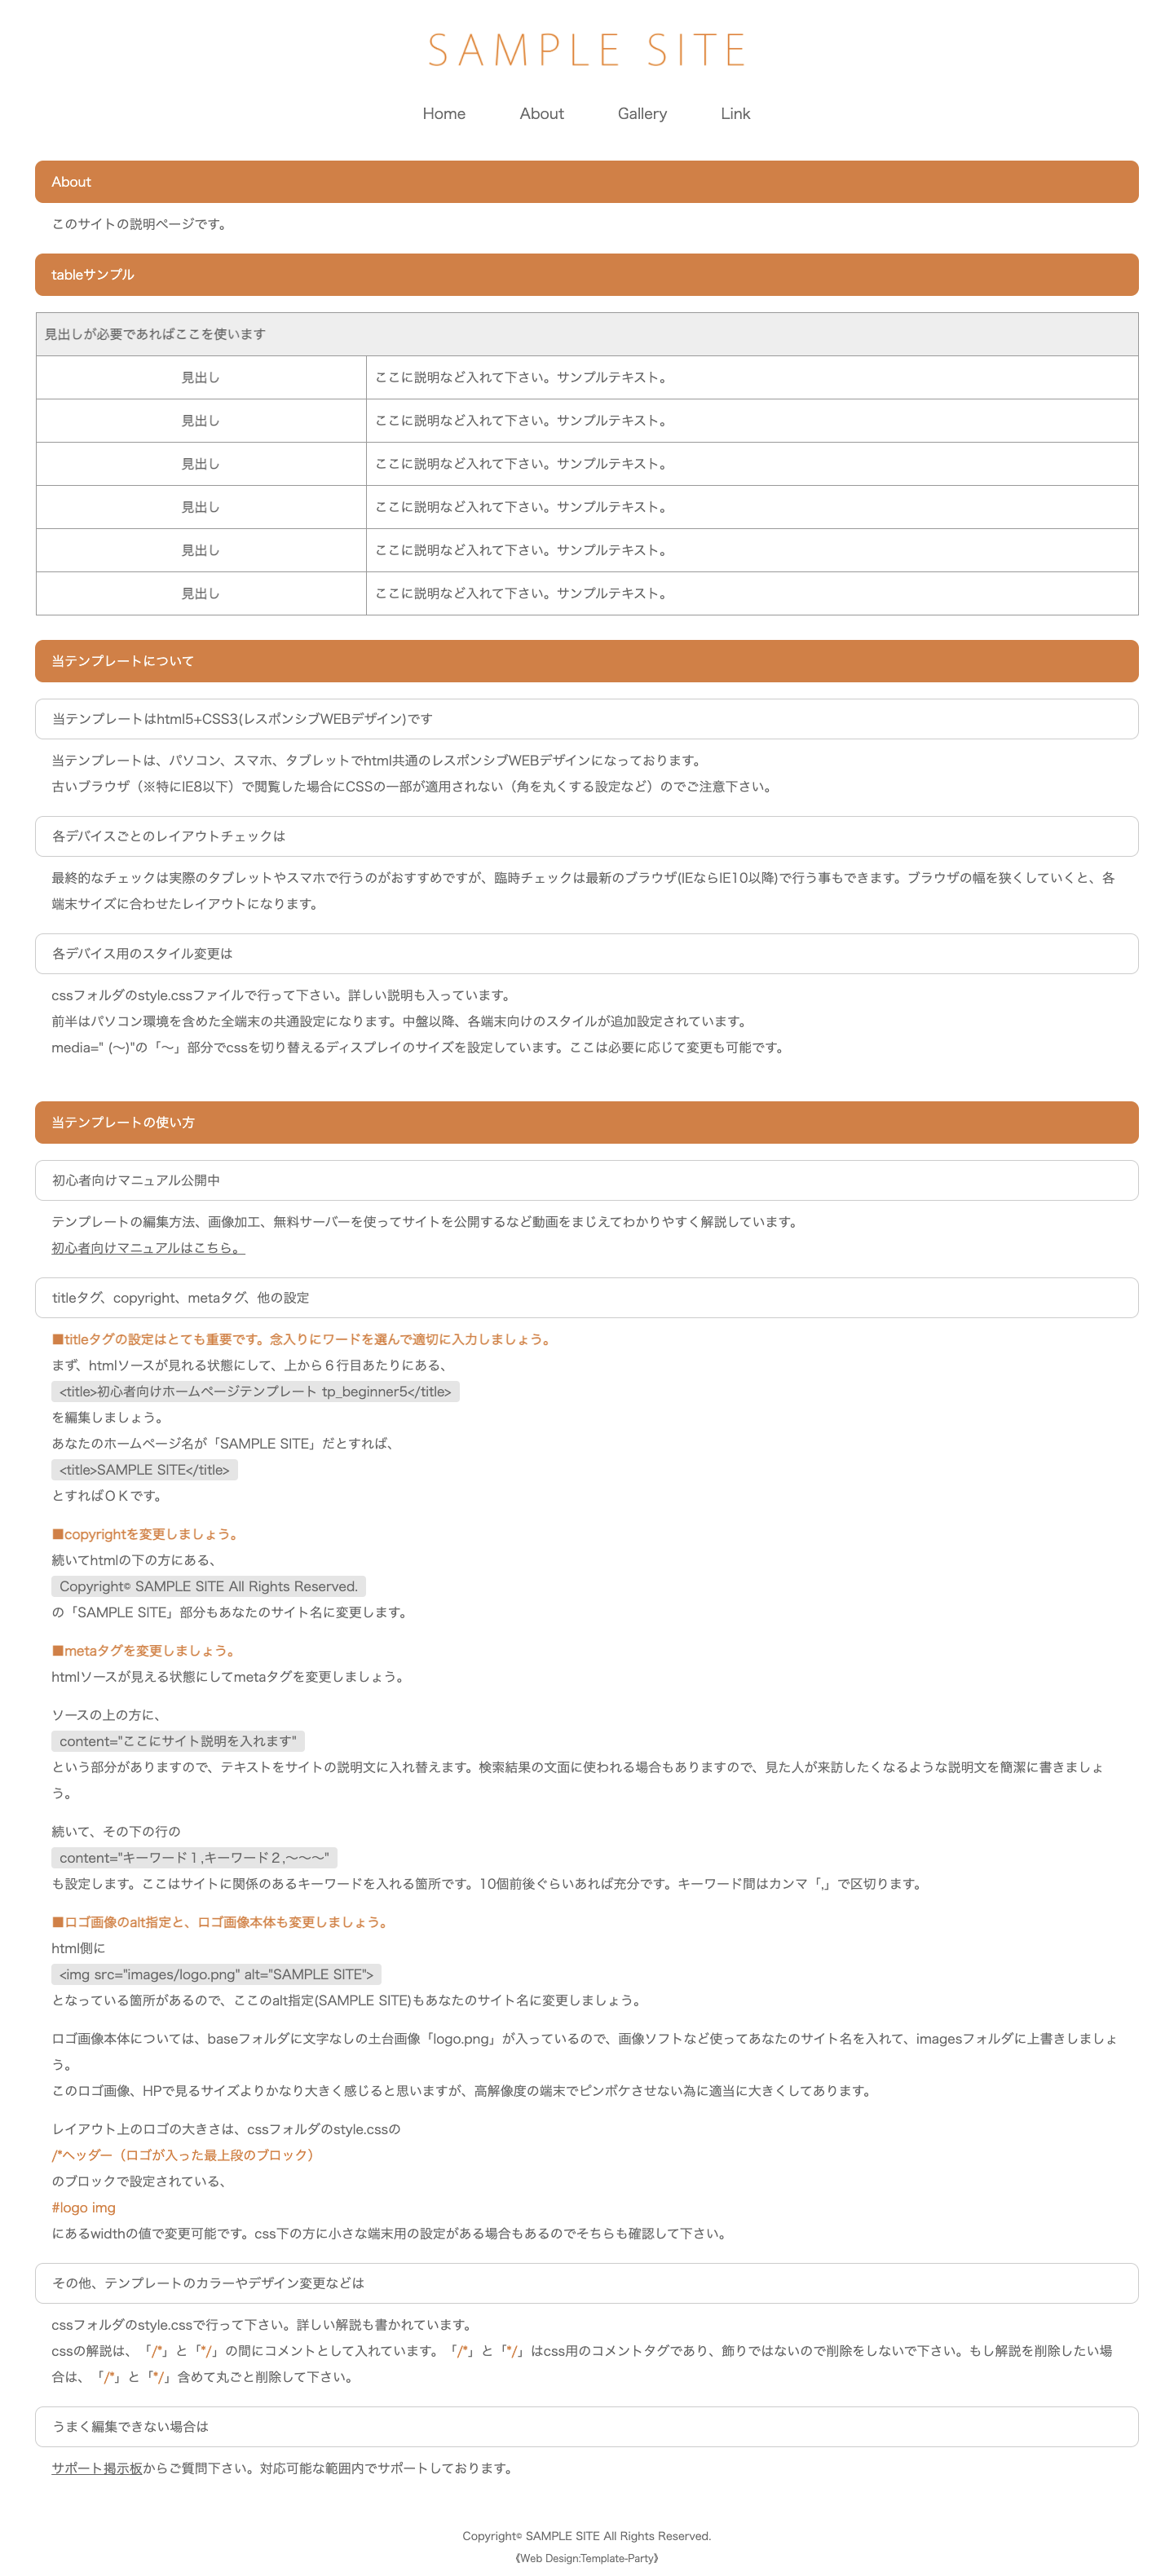 SAMPLE SITE
Home About Gallery Link
About
このサイトの説明ページです。
tableサンプル
見出しが必要であればここを使います
見出し ここに説明など入れて下さい。サンプルテキスト。
見出し ここに説明など入れて下さい。サンプルテキスト。
見出し ここに説明など入れて下さい。サンプルテキスト。
見出し ここに説明など入れて下さい。サンプルテキスト。
見出し ここに説明など入れて下さい。サンプルテキスト。
見出し ここに説明など入れて下さい。サンプルテキスト。
当テンプレートについて
当テンプレートはhtml5+CSS3(レスポンシブWEBデザイン)です
当テンプレートは、パソコン、スマホ、タブレットでhtml共通のレスポンシブWEBデザインになっております。
古いブラウザ（※特にIE8以下）で閲覧した場合にCSSの一部が適用されない（角を丸くする設定など）のでご注意下さい。
各デバイスごとのレイアウトチェックは
最終的なチェックは実際のタブレットやスマホで行うのがおすすめですが、臨時チェックは最新のブラウザ(IEならIE10以降)で行う事もできます。ブラウザの幅を狭くしていくと、各
端末サイズに合わせたレイアウトになります。
各デバイス用のスタイル変更は
cssフォルダのstyle.cssファイルで行って下さい。詳しい説明も入っています。
前半はパソコン環境を含めた全端末の共通設定になります。中盤以降、各端末向けのスタイルが追加設定されています。
media=" (〜)"の「〜」部分でcssを切り替えるディスプレイのサイズを設定しています。ここは必要に応じて変更も可能です。
当テンプレートの使い方
初心者向けマニュアル公開中
テンプレートの編集方法、画像加工、無料サーバーを使ってサイトを公開するなど動画をまじえてわかりやすく解説しています。
初心者向けマニュアルはこちら。
titleタグ、copyright、metaタグ、他の設定
■titleタグの設定はとても重要です。念入りにワードを選んで適切に入力しましょう。
まず、htmlソースが見れる状態にして、上から６行目あたりにある、
<title>初心者向けホームページテンプレート tp_beginner5</title>
を編集しましょう。
あなたのホームページ名が「SAMPLE SITE」だとすれば、
<title>SAMPLE SITE</title>
とすればＯＫです。
■copyrightを変更しましょう。
続いてhtmlの下の方にある、
Copyright© SAMPLE SITE All Rights Reserved.
の「SAMPLE SITE」部分もあなたのサイト名に変更します。
■metaタグを変更しましょう。
htmlソースが見える状態にしてmetaタグを変更しましょう。
ソースの上の方に、
content="ここにサイト説明を入れます"
という部分がありますので、テキストをサイトの説明文に入れ替えます。検索結果の文面に使われる場合もありますので、見た人が来訪したくなるような説明文を簡潔に書きましょ
う。
続いて、その下の行の
content="キーワード１,キーワード２,〜〜〜"
も設定します。ここはサイトに関係のあるキーワードを入れる箇所です。10個前後ぐらいあれば充分です。キーワード間はカンマ「,」で区切ります。
■ロゴ画像のalt指定と、ロゴ画像本体も変更しましょう。
html側に
<img src="images/logo.png" alt="SAMPLE SITE">
となっている箇所があるので、ここのalt指定(SAMPLE SITE)もあなたのサイト名に変更しましょう。
ロゴ画像本体については、baseフォルダに文字なしの土台画像「logo.png」が入っているので、画像ソフトなど使ってあなたのサイト名を入れて、imagesフォルダに上書きしましょ
う。
このロゴ画像、HPで見るサイズよりかなり大きく感じると思いますが、高解像度の端末でピンボケさせない為に適当に大きくしてあります。
レイアウト上のロゴの大きさは、cssフォルダのstyle.cssの
/*ヘッダー（ロゴが入った最上段のブロック）
のブロックで設定されている、
#logo img
にあるwidthの値で変更可能です。css下の方に小さな端末用の設定がある場合もあるのでそちらも確認して下さい。
その他、テンプレートのカラーやデザイン変更などは
cssフォルダのstyle.cssで行って下さい。詳しい解説も書かれています。
cssの解説は、「/*」と「*/」の間にコメントとして入れています。「/*」と「*/」はcss用のコメントタグであり、飾りではないので削除をしないで下さい。もし解説を削除したい場
合は、「/*」と「*/」含めて丸ごと削除して下さい。
うまく編集できない場合は
サポート掲示板からご質問下さい。対応可能な範囲内でサポートしております。
Copyright© SAMPLE SITE All Rights Reserved.
《Web Design:Template-Party》